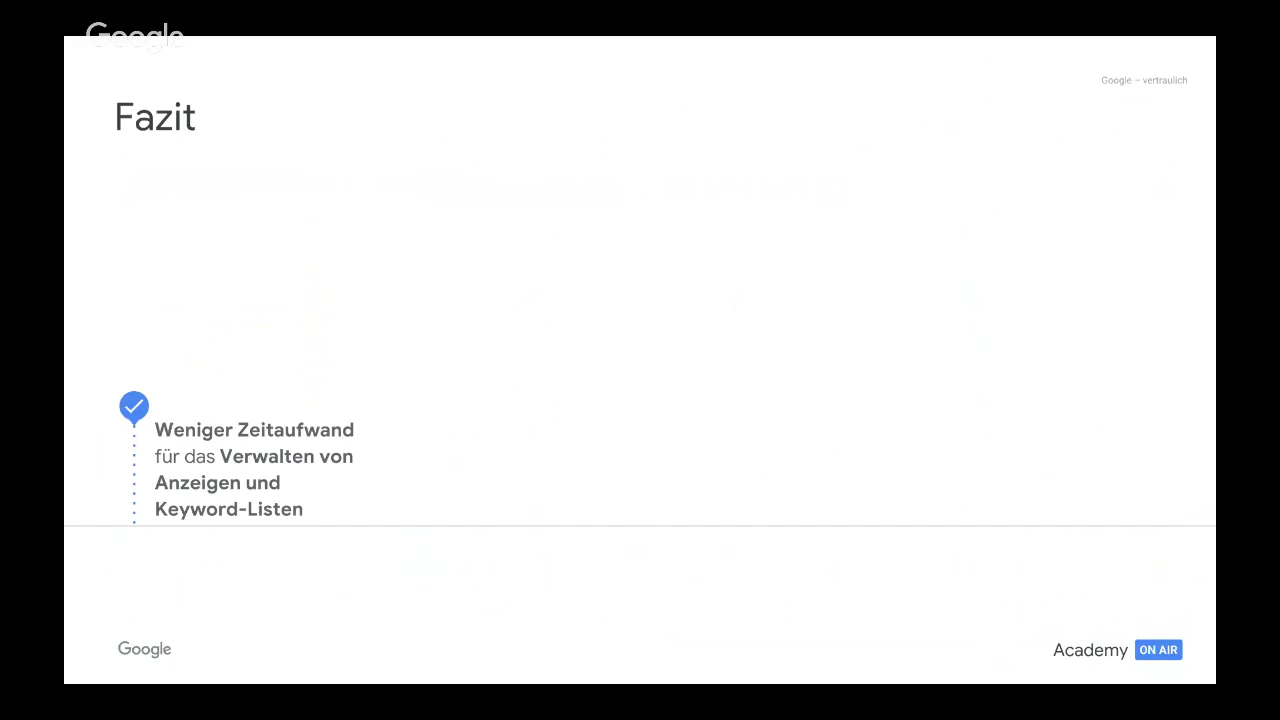 Google
Google – vertraulich
Fazit
Weniger Zeitaufwand
für das Verwalten von
Anzeigen und
Keyword-Listen
Google
Academy ON AIR